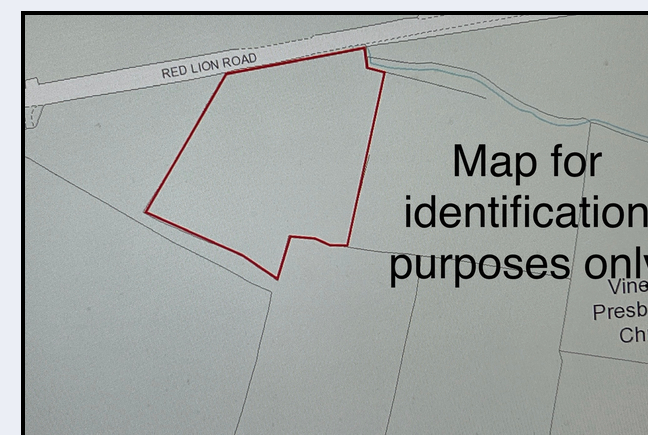 RED LION ROAD
Map for
identification
purposes only
Vine
Presb
Ch